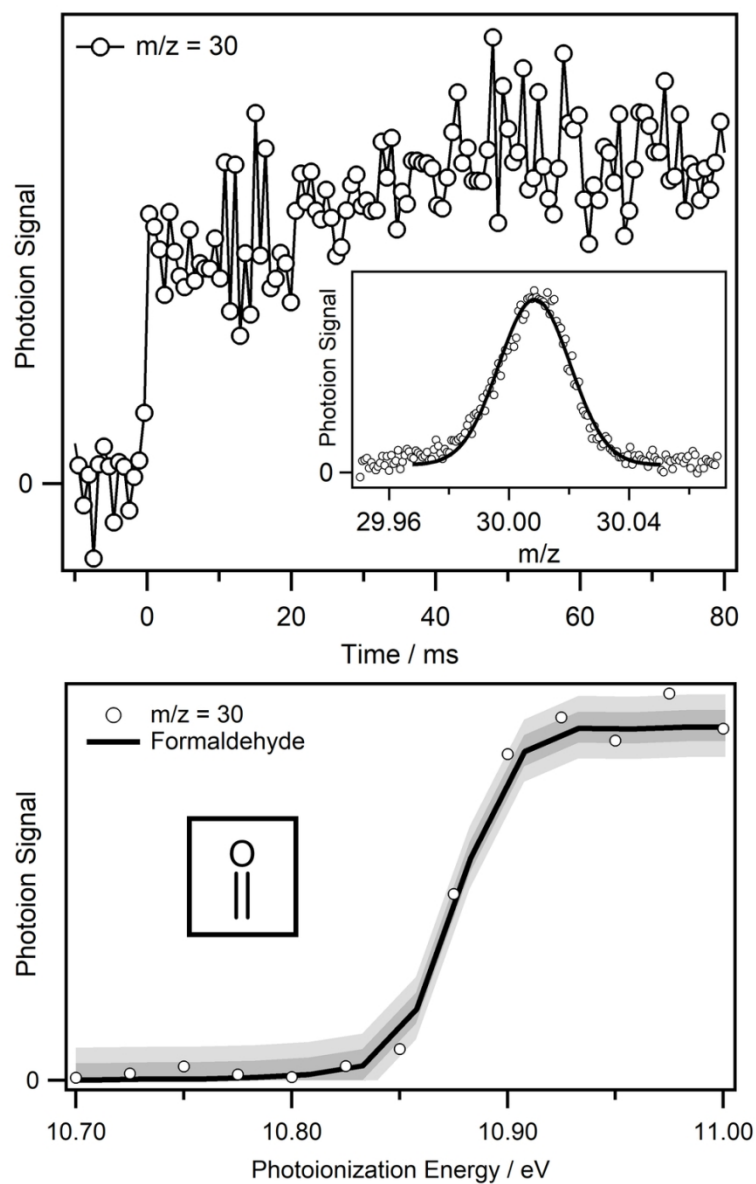 m/z = 30
Photoion Signal
0
Photoion Signal
0
29.96 30.00 30.04
m/z
0 20 40 60 80
Time / ms
m/z = 30
Formaldehyde
O
Photoion Signal
0
10.70 10.80 10.90 11.00
Photoionization Energy / eV